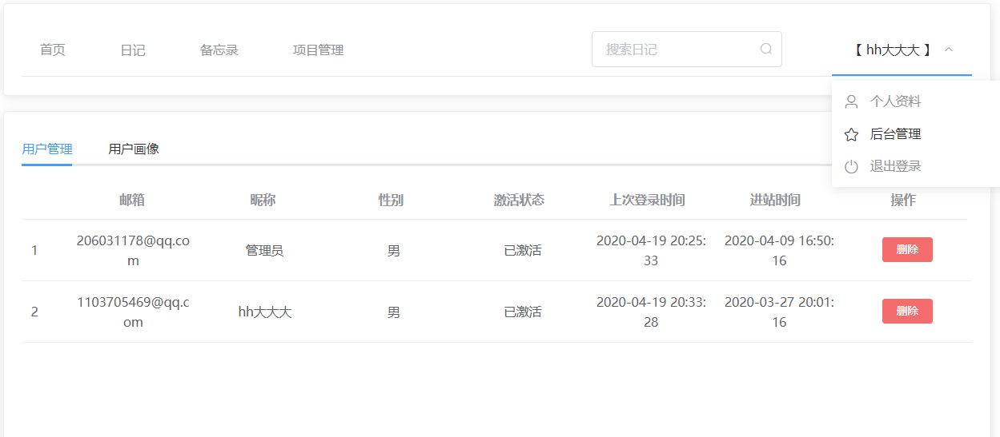 首页 日记 备忘录 项目管理 搜索日记 【 hh大大大 】
个人资料
后台管理
退出登录
用户管理 用户画像
邮箱 昵称 性别 激活状态 上次登录时间 进站时间 操作
1 206031178@qq.co 管理员 男 已激活 2020-04-19 20:25: 2020-04-09 16:50: 删除
m 33 16
2 1103705469@qq.c hh大大大 男 已激活 2020-04-19 20:33: 2020-03-27 20:01: 删除
om 28 16